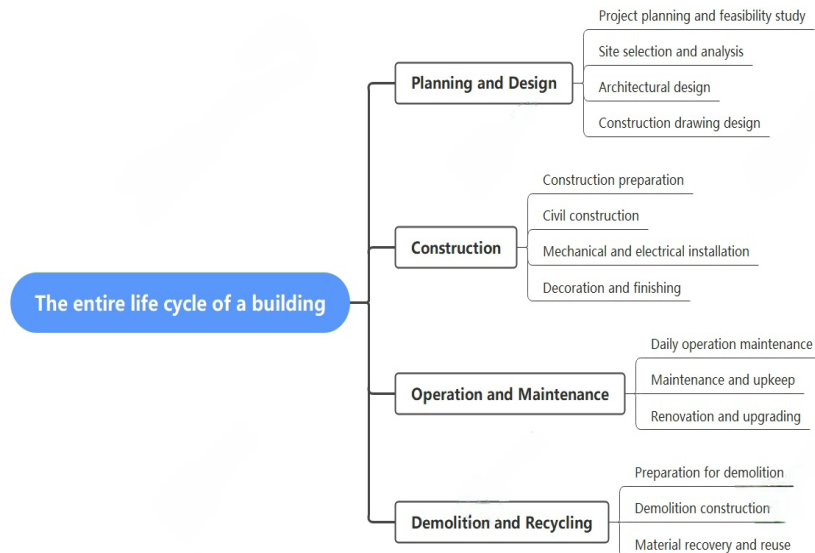 The entire life cycle of a building
Planning and Design
Project planning and feasibility study
Site selection and analysis
Architectural design
Construction drawing design
Construction
Construction preparation
Civil construction
Mechanical and electrical installation
Decoration and finishing
Operation and Maintenance
Daily operation maintenance
Maintenance and upkeep
Renovation and upgrading
Demolition and Recycling
Preparation for demolition
Demolition construction
Material recovery and reuse